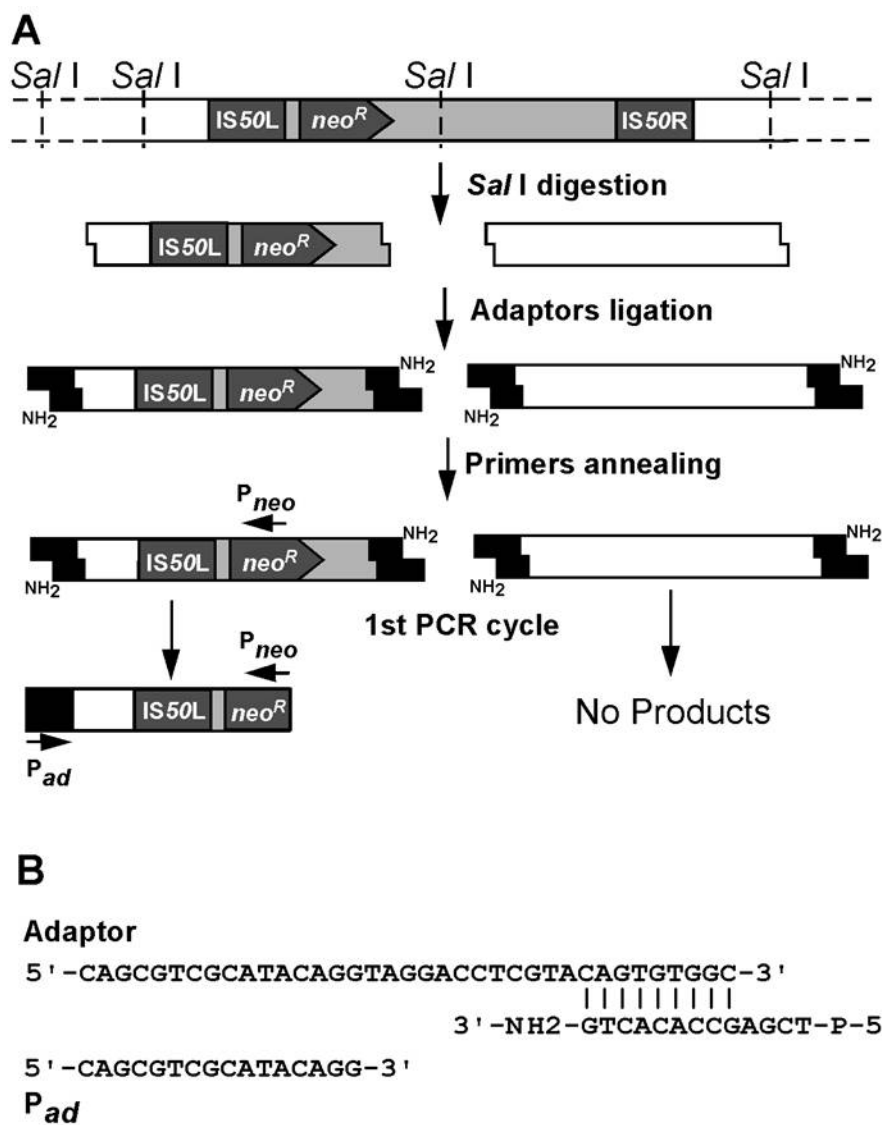 A
Sal I Sal I Sal I Sal I
IS50L neoR IS50R
Sal I digestion
IS50L neoR
Adaptors ligation
NH2 NH2
IS50L neoR
NH2 NH2
Primers annealing
Pneo
NH2 NH2
IS50L neoR
NH2 NH2
1st PCR cycle
Pneo
IS50L neoR
No Products
Pad
B
Adaptor
5'-CAGCGTCGCATACAGGTAGGACCTCGTACAGTGTGGC-3'
| | | | | | | | |
3'-NH2-GTCACACCGAGCT-P-5
5'-CAGCGTCGCATACAGG-3'
Pad